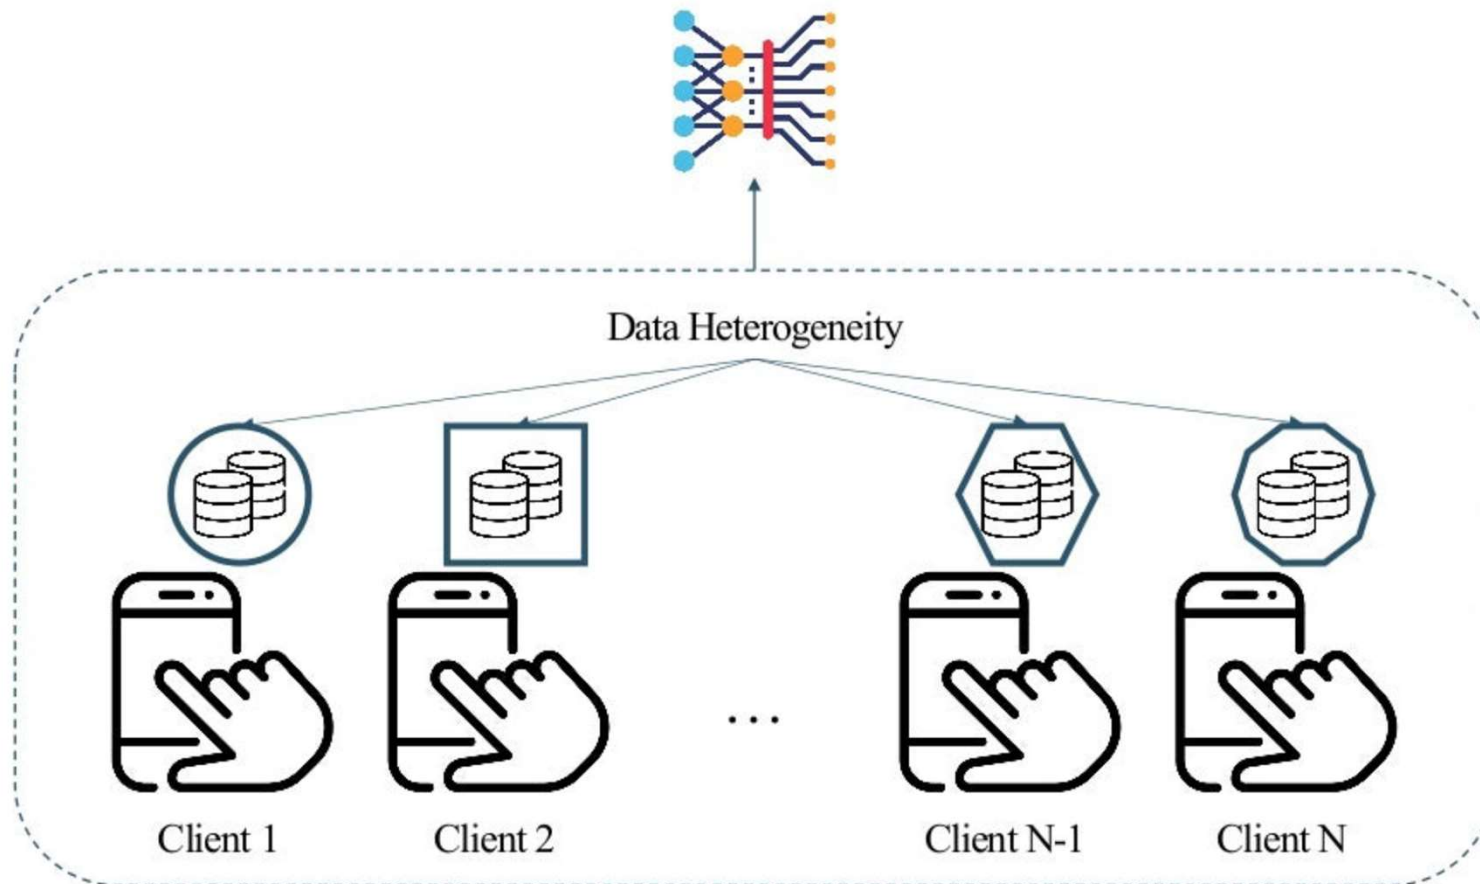 Data Heterogeneity
...
Client 1
Client 2
Client N-1
Client N